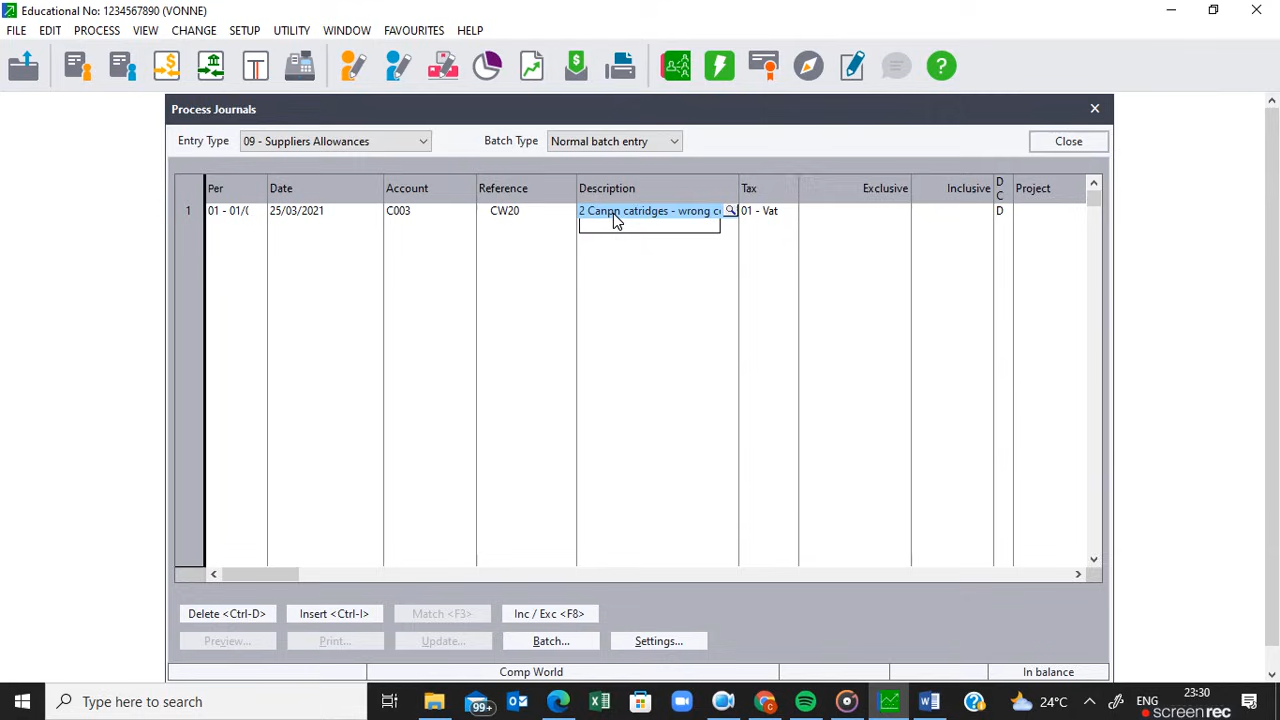 Educational No: 1234567890 (VONNE)
FILE EDIT PROCESS VIEW CHANGE SETUP UTILITY WINDOW FAVOURITES HELP
Process Journals
Entry Type 09 - Suppliers Allowances Batch Type Normal batch entry Close
Per Date Account Reference Description Tax Exclusive Inclusive D C Project
1 01 - 01/( 25/03/2021 C003 CW20 2 Canpn catridges - wrong c 01 - Vat D
Delete <Ctrl-D> Insert <Ctrl-I> Match <F3> Inc / Exc <F8>
Preview... Print... Update... Batch... Settings...
Comp World In balance
Type here to search 99+ 24°C ENG 23:30
screenrec